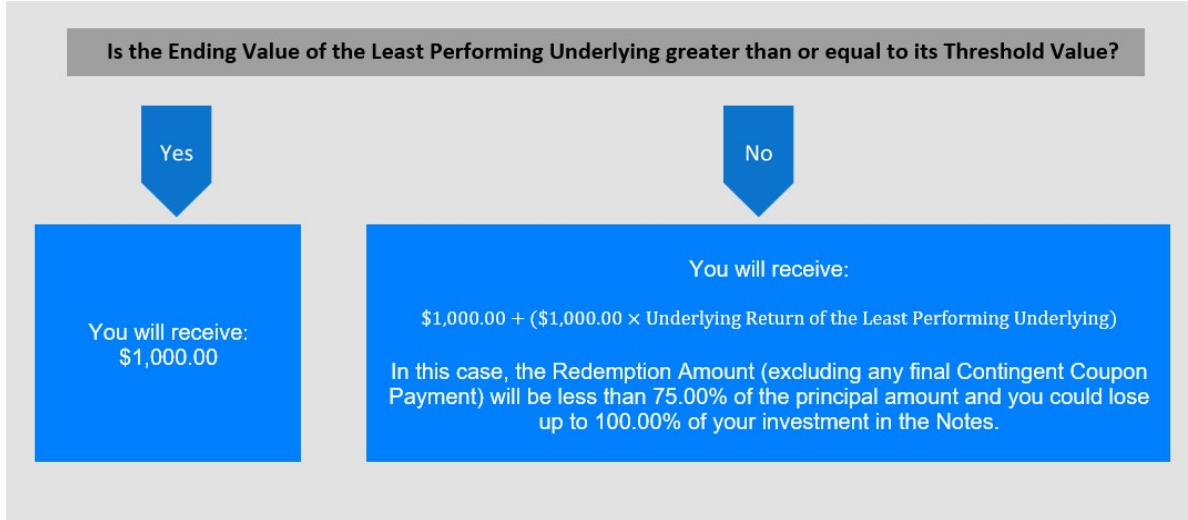 Is the Ending Value of the Least Performing Underlying greater than or equal to its Threshold Value?
Yes
No
You will receive:
$1,000.00
You will receive:
$1,000.00 + ($1,000.00 × Underlying Return of the Least Performing Underlying)
In this case, the Redemption Amount (excluding any final Contingent Coupon
Payment) will be less than 75.00% of the principal amount and you could lose
up to 100.00% of your investment in the Notes.